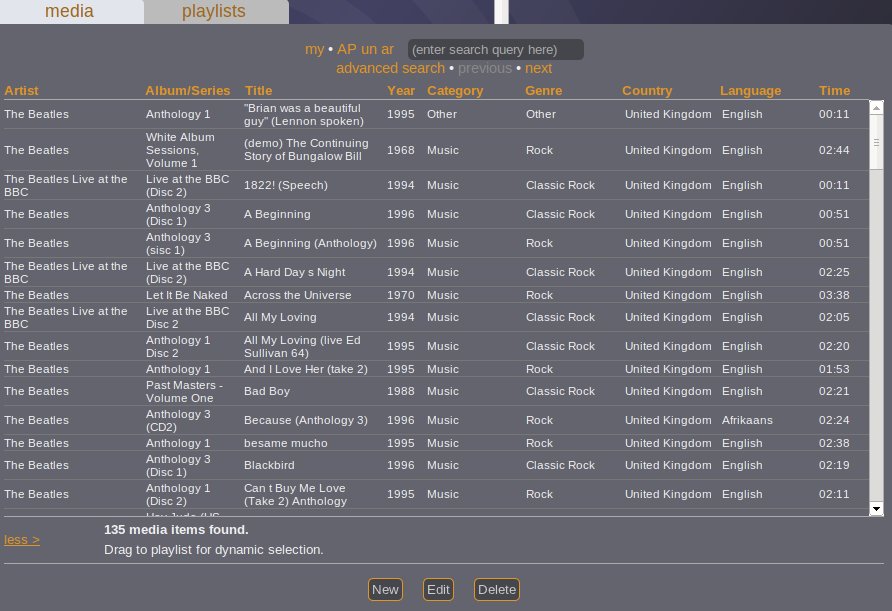 media playlists
my • AP un ar (enter search query here)
advanced search • previous • next
Artist Album/Series Title Year Category Genre Country Language Time
The Beatles Anthology 1 "Brian was a beautiful guy" (Lennon spoken) 1995 Other Other United Kingdom English 00:11
The Beatles White Album Sessions, Volume 1 (demo) The Continuing Story of Bungalow Bill 1968 Music Rock United Kingdom English 02:44
The Beatles Live at the BBC Live at the BBC (Disc 2) 1822! (Speech) 1994 Music Classic Rock United Kingdom English 00:11
The Beatles Anthology 3 (Disc 1) A Beginning 1996 Music Classic Rock United Kingdom English 00:51
The Beatles Anthology 3 (sisc 1) A Beginning (Anthology) 1996 Music Rock United Kingdom English 00:51
The Beatles Live at the BBC Live at the BBC (Disc 2) A Hard Day s Night 1994 Music Classic Rock United Kingdom English 02:25
The Beatles Let It Be Naked Across the Universe 1970 Music Rock United Kingdom English 03:38
The Beatles Live at the BBC Live at the BBC Disc 2 All My Loving 1994 Music Classic Rock United Kingdom English 02:05
The Beatles Anthology 1 Disc 2 All My Loving (live Ed Sullivan 64) 1995 Music Classic Rock United Kingdom English 02:20
The Beatles Anthology 1 And I Love Her (take 2) 1995 Music Rock United Kingdom English 01:53
The Beatles Past Masters - Volume One Bad Boy 1988 Music Classic Rock United Kingdom English 02:21
The Beatles Anthology 3 (CD2) Because (Anthology 3) 1996 Music Rock United Kingdom Afrikaans 02:24
The Beatles Anthology 1 besame mucho 1995 Music Rock United Kingdom English 02:38
The Beatles Anthology 3 (Disc 1) Blackbird 1996 Music Classic Rock United Kingdom English 02:19
The Beatles Anthology 1 (Disc 2) Can t Buy Me Love (Take 2) Anthology 1995 Music Rock United Kingdom English 02:11
less > 135 media items found.
Drag to playlist for dynamic selection.
New Edit Delete